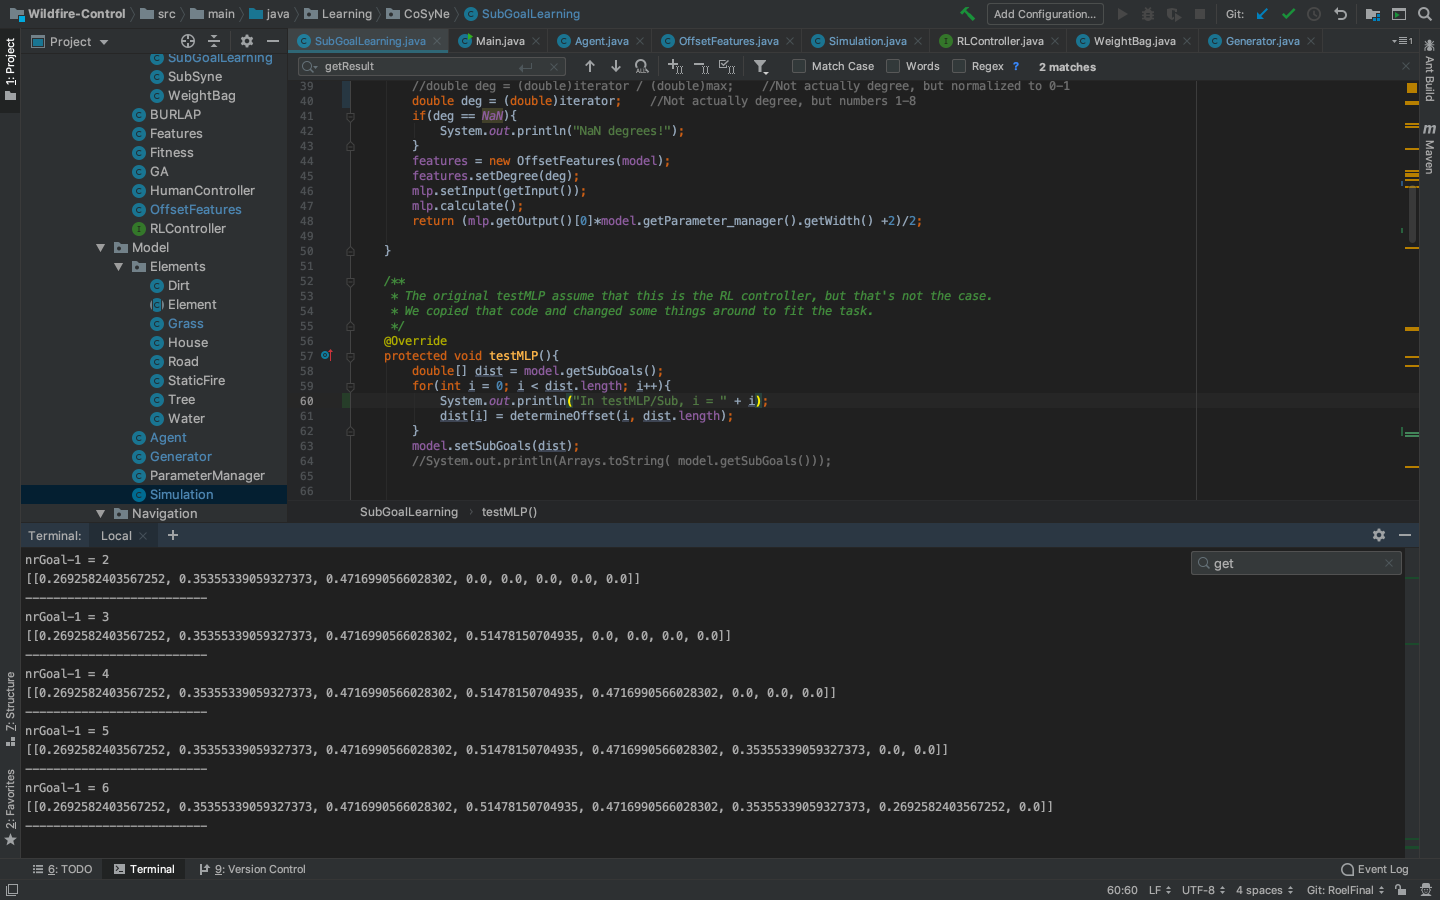 Wildfire-Control src main java Learning CoSyNe SubGoalLearning Add Configuration... Git:
1: Project
Project
SubGoalLearning.java Main.java Agent.java OffsetFeatures.java Simulation.java RLController.java WeightBag.java Generator.java
getResult Match Case Words Regex ? 2 matches
SubGoalLearning
SubSyne
WeightBag
BURLAP
Features
Fitness
GA
HumanController
OffsetFeatures
RLController
Model
Elements
Dirt
Element
Grass
House
Road
StaticFire
Tree
Water
Agent
Generator
ParameterManager
Simulation
Navigation
39 //double deg = (double)iterator / (double)max; //Not actually degree, but normalized to 0-1
40 double deg = (double)iterator; //Not actually degree, but numbers 1-8
41 if(deg == NaN){
42 System.out.println("NaN degrees!");
43 }
44 features = new OffsetFeatures(model);
45 features.setDegree(deg);
46 mlp.setInput(getInput());
47 mlp.calculate();
48 return (mlp.getOutput()[0]*model.getParameter_manager().getWidth() +2)/2;
49
50 }
51
52 /**
53 * The original testMLP assume that this is the RL controller, but that's not the case.
54 * We copied that code and changed some things around to fit the task.
55 */
56 @Override
57 protected void testMLP(){
58 double[] dist = model.getSubGoals();
59 for(int i = 0; i < dist.length; i++){
60 System.out.println("In testMLP/Sub, i = " + i);
61 dist[i] = determineOffset(i, dist.length);
62 }
63 model.setSubGoals(dist);
64 //System.out.println(Arrays.toString( model.getSubGoals()));
65
66
SubGoalLearning testMLP()
Ant Build
Maven
Terminal: Local +
get
nrGoal-1 = 2
[[0.2692582403567252, 0.35355339059327373, 0.4716990566028302, 0.0, 0.0, 0.0, 0.0, 0.0]]
---------------------------
nrGoal-1 = 3
[[0.2692582403567252, 0.35355339059327373, 0.4716990566028302, 0.51478150704935, 0.0, 0.0, 0.0, 0.0]]
---------------------------
nrGoal-1 = 4
[[0.2692582403567252, 0.35355339059327373, 0.4716990566028302, 0.51478150704935, 0.4716990566028302, 0.0, 0.0, 0.0]]
---------------------------
nrGoal-1 = 5
[[0.2692582403567252, 0.35355339059327373, 0.4716990566028302, 0.51478150704935, 0.4716990566028302, 0.35355339059327373, 0.0, 0.0]]
---------------------------
nrGoal-1 = 6
[[0.2692582403567252, 0.35355339059327373, 0.4716990566028302, 0.51478150704935, 0.4716990566028302, 0.35355339059327373, 0.2692582403567252, 0.0]]
---------------------------
7: Structure
2: Favorites
6: TODO Terminal 9: Version Control Event Log
60:60 LF UTF-8 4 spaces Git: RoelFinal